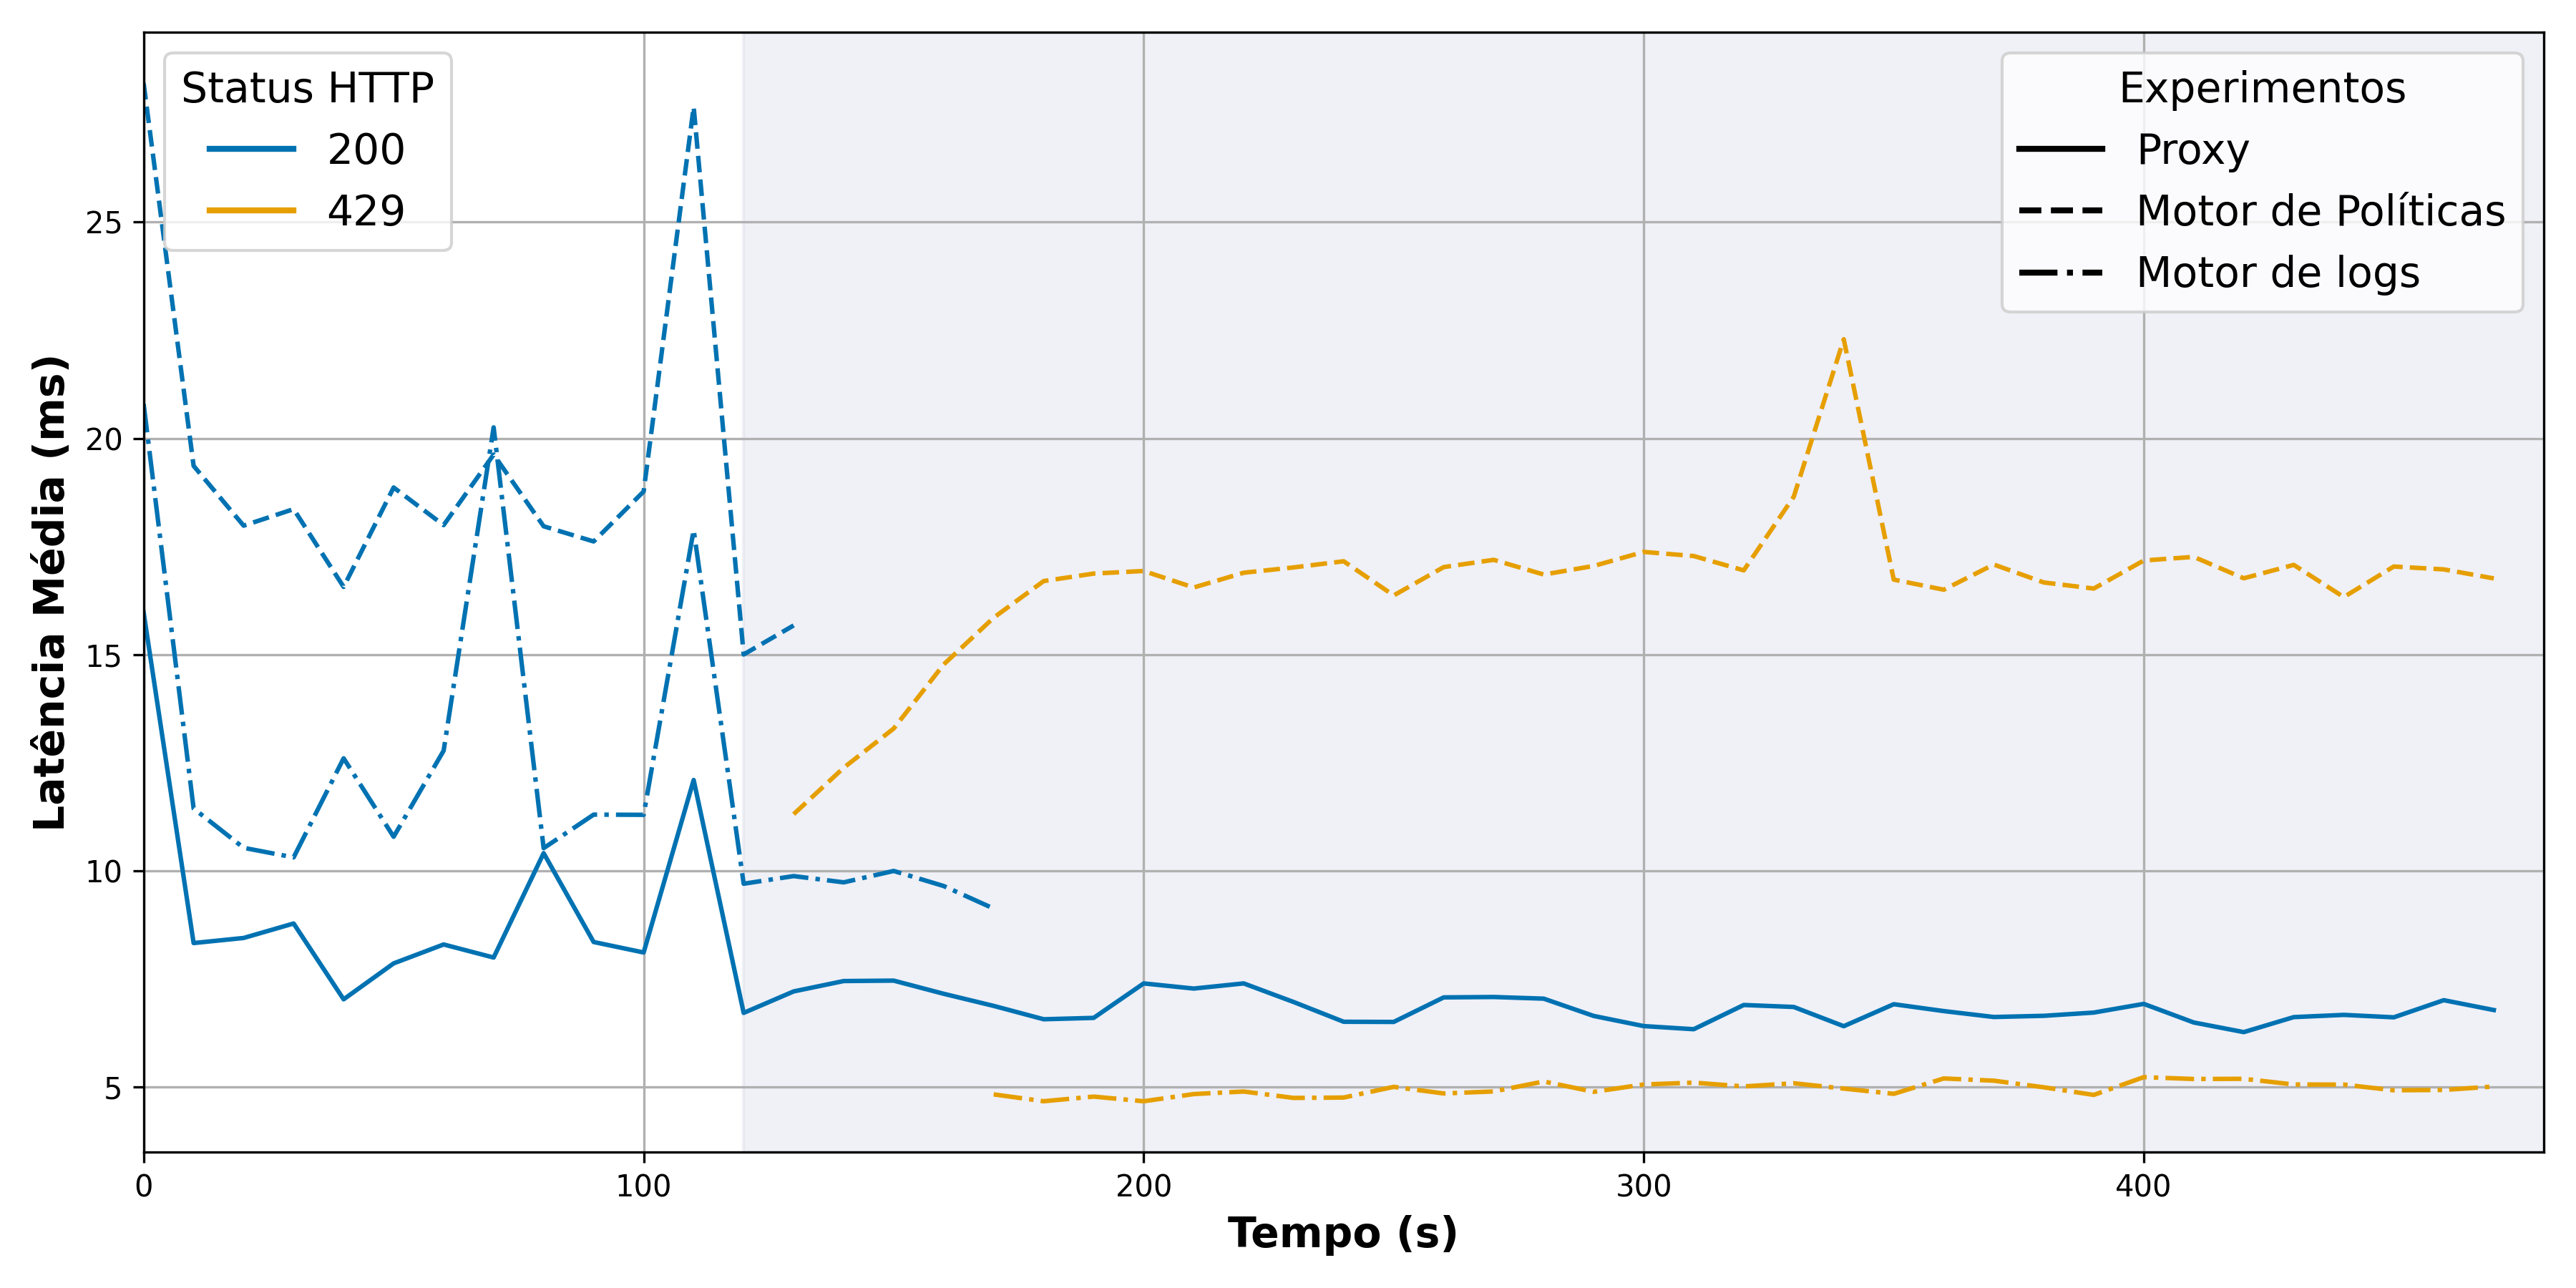 Status HTTP
200
429
Experimentos
Proxy
Motor de Políticas
Motor de logs
Latência Média (ms)
25
20
15
10
5
0
100
200
300
400
Tempo (s)